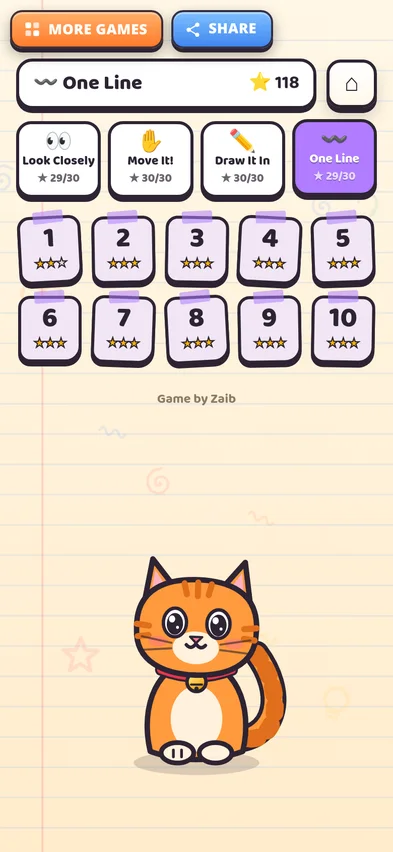 MORE GAMES
SHARE
One Line
118
Look Closely
★ 29/30
Move It!
★ 30/30
Draw It In
★ 30/30
One Line
★ 29/30
1
2
3
4
5
6
7
8
9
10
Game by Zaib